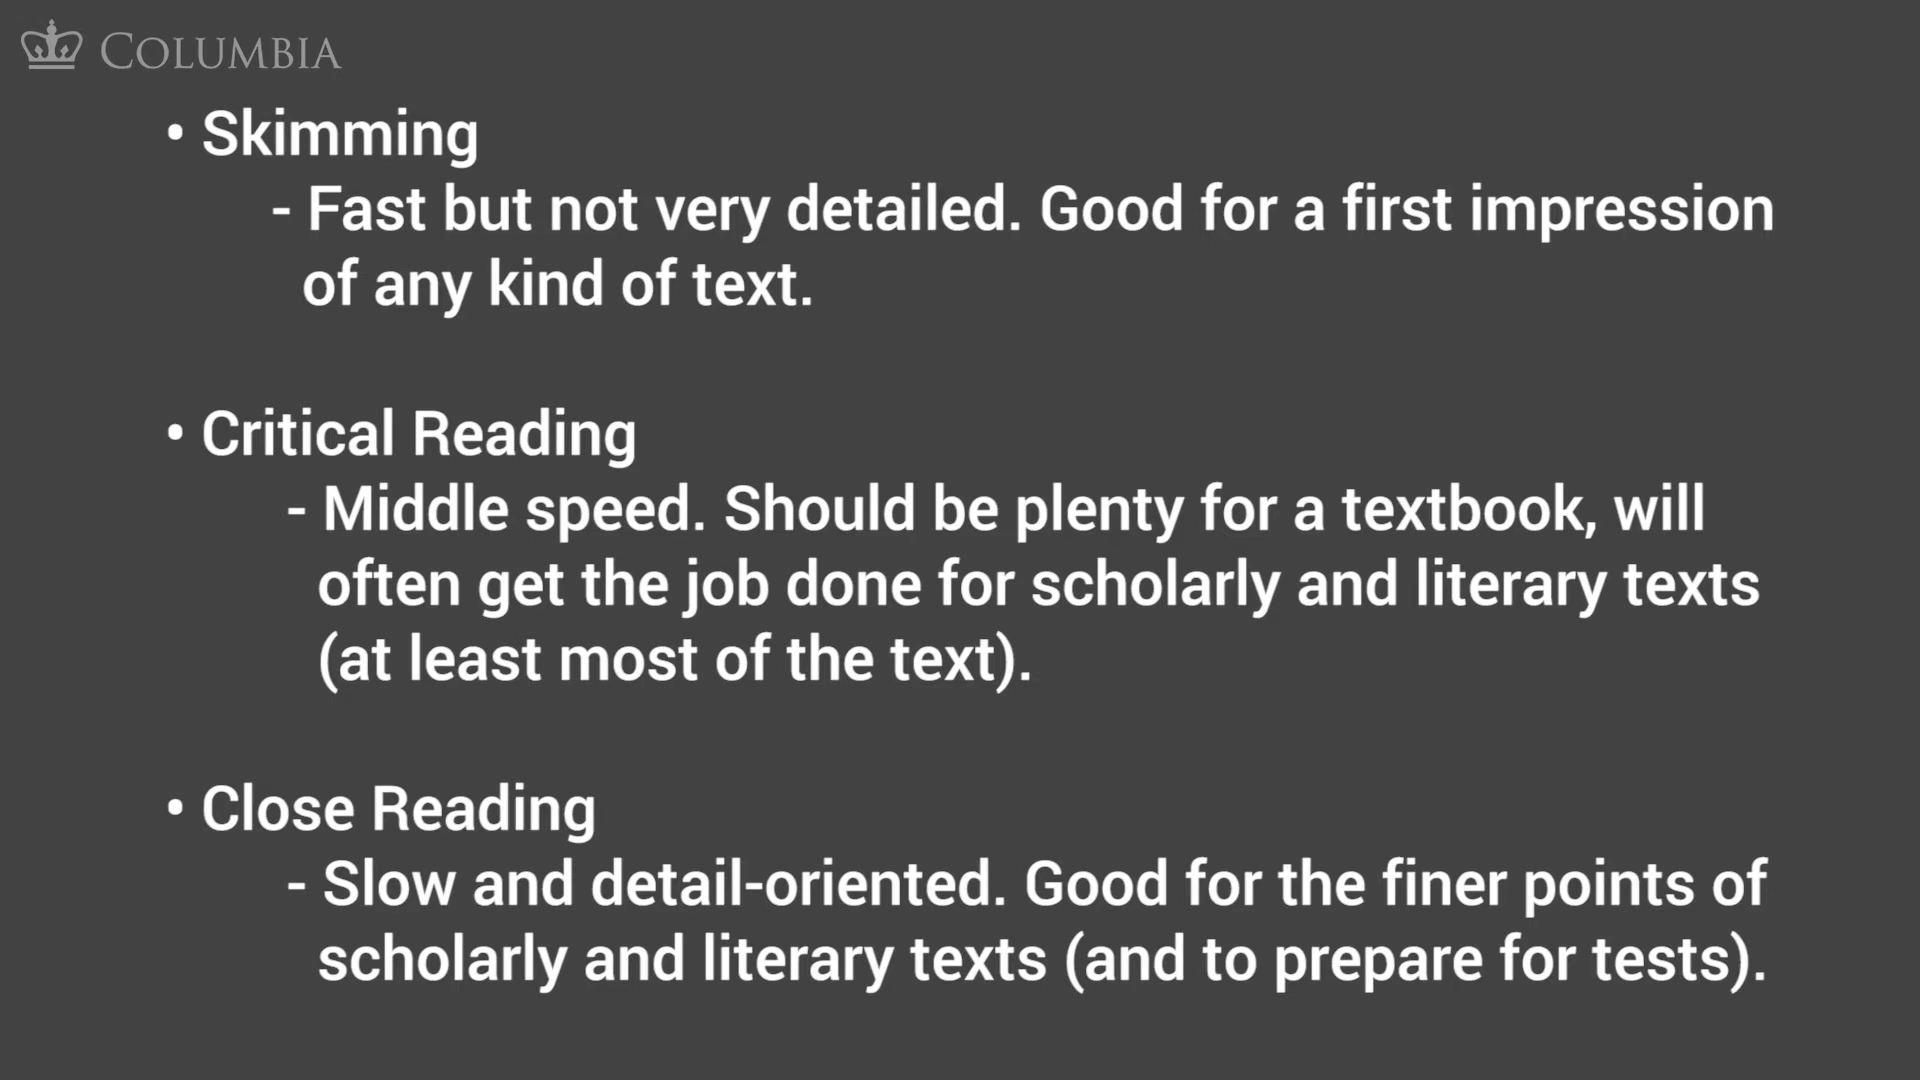 COLUMBIA
• Skimming
- Fast but not very detailed. Good for a first impression
of any kind of text.
• Critical Reading
- Middle speed. Should be plenty for a textbook, will
often get the job done for scholarly and literary texts
(at least most of the text).
• Close Reading
- Slow and detail-oriented. Good for the finer points of
scholarly and literary texts (and to prepare for tests).